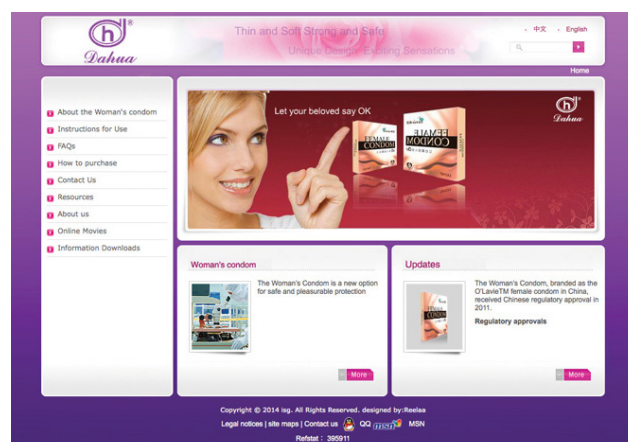 Dahua
Thin and Soft Strong and Safe
Unique Design Exciting Sensations
中文
English
Home
About the Woman's condom
Instructions for Use
FAQs
How to purchase
Contact Us
Resources
About us
Online Movies
Information Downloads
Let your beloved say OK
FEMALE
CONDOM
FEMALE
CONDOM
Dahua
Woman's condom
The Woman's Condom is a new option
for safe and pleasurable protection
More
Updates
CONDOM
The Woman's Condom, branded as the
O'LavieTM female condom in China,
received Chinese regulatory approval in
2011.
Regulatory approvals
More
Copyright © 2014 isg. All Rights Reserved. designed
by:Reelaa
Legal notices | site maps | Contact us QQ msn MSN
Refstat : 395911